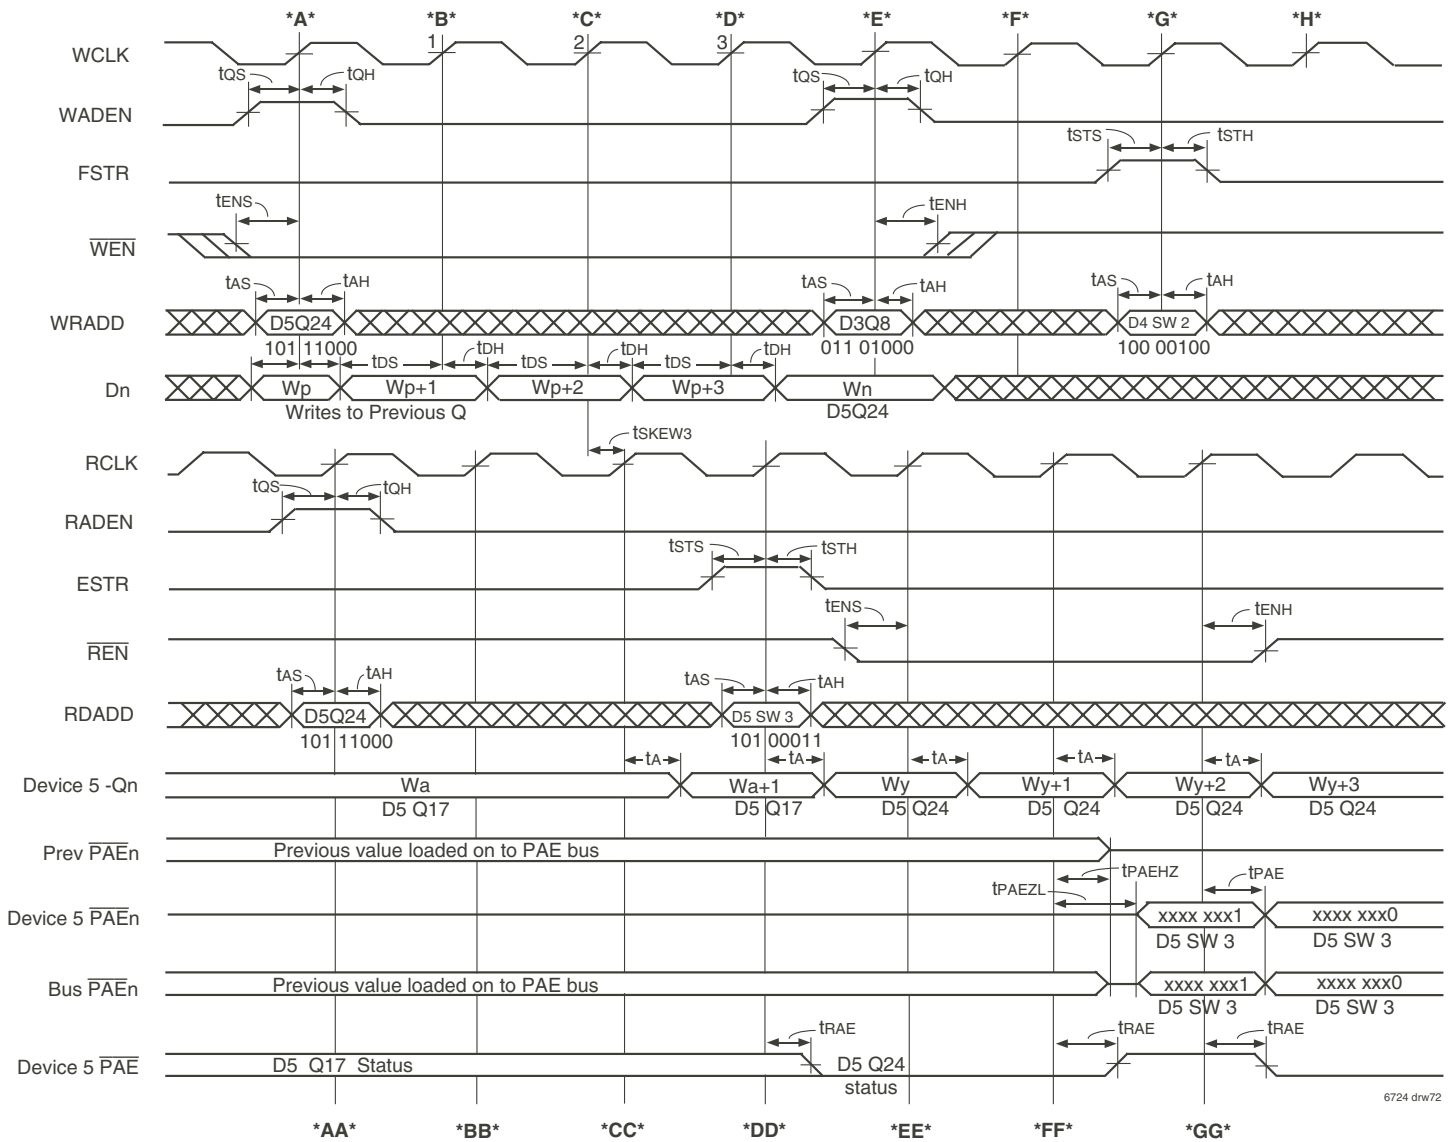 *A* *B* *C* *D* *E* *F* *G* *H*
WCLK 1 2 3
tQS tQH tQS tQH
WADEN
tSTS tSTH
FSTR
tENS tENH
WEN
tAS tAH tAS tAH tAS tAH
WRADD D5Q24 D3Q8 D4 SW 2
101 11000 011 01000 100 00100
tDS tDH tDS tDH tDS tDH
Dn Wp Wp+1 Wp+2 Wp+3 Wn
Writes to Previous Q D5Q24
tSKEW3
RCLK
tQS tQH
RADEN
tSTS tSTH
ESTR
tENS tENH
REN
tAS tAH tAS tAH
RDADD D5Q24 D5 SW 3
101 11000 101 00011
tA tA tA tA tA
Device 5 -Qn Wa Wa+1 Wy Wy+1 Wy+2 Wy+3
D5 Q17 D5 Q17 D5 Q24 D5 Q24 D5 Q24 D5 Q24
Prev PAEn Previous value loaded on to PAE bus
tPAEHZ tPAE
tPAEZL
Device 5 PAEn xxxx xxx1 xxxx xxx0
D5 SW 3 D5 SW 3
Bus PAEn Previous value loaded on to PAE bus xxxx xxx1 xxxx xxx0
D5 SW 3 D5 SW 3
tRAE tRAE tRAE
Device 5 PAE D5 Q17 Status D5 Q24
status
6724 drw72
*AA* *BB* *CC* *DD* *EE* *FF* *GG*